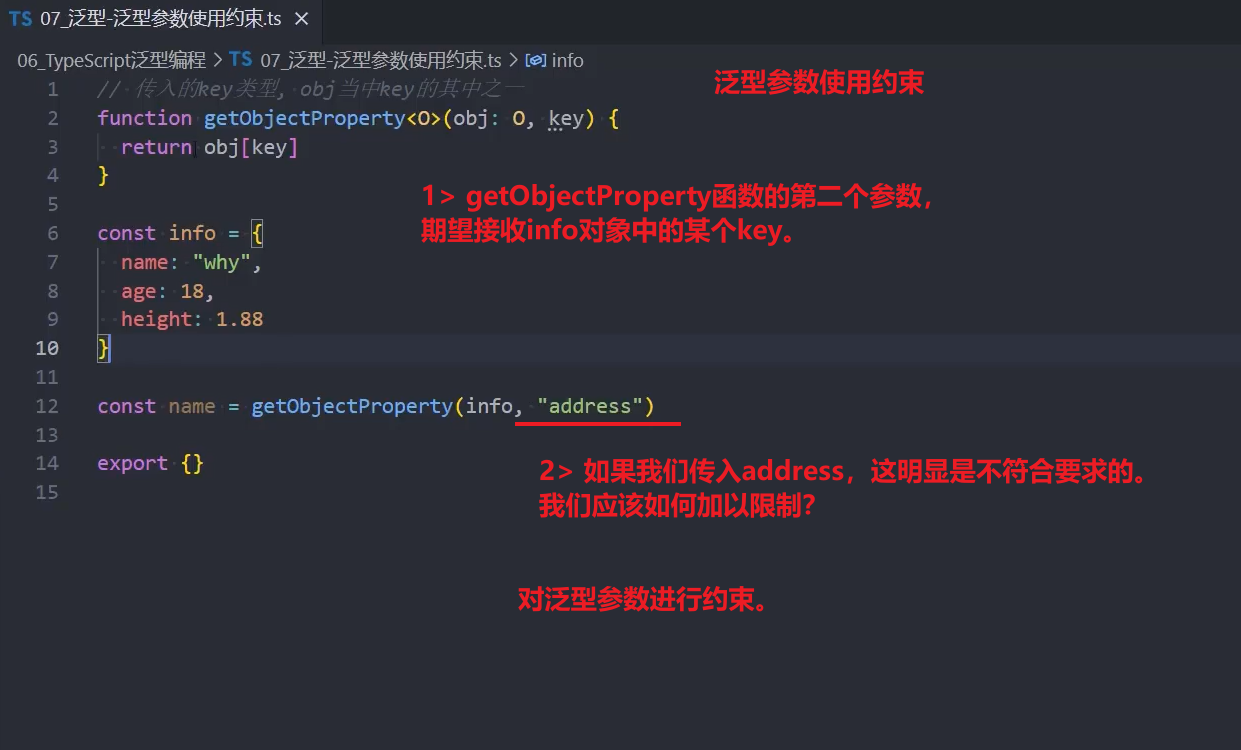 TS 07_泛型-泛型参数使用约束.ts ×
06_TypeScript泛型编程 > TS 07_泛型-泛型参数使用约束.ts > info
泛型参数使用约束
1 // 传入的key类型, obj当中key的其中之一
2 function getObjectProperty<O>(obj: O, key) {
3 return obj[key]
4 }
5
1> getObjectProperty函数的第二个参数，
期望接收info对象中的某个key。
6 const info = {
7 name: "why",
8 age: 18,
9 height: 1.88
10 }
11
12 const name = getObjectProperty(info, "address")
13
14 export {}
15
2> 如果我们传入address，这明显是不符合要求的。
我们应该如何加以限制？
对泛型参数进行约束。